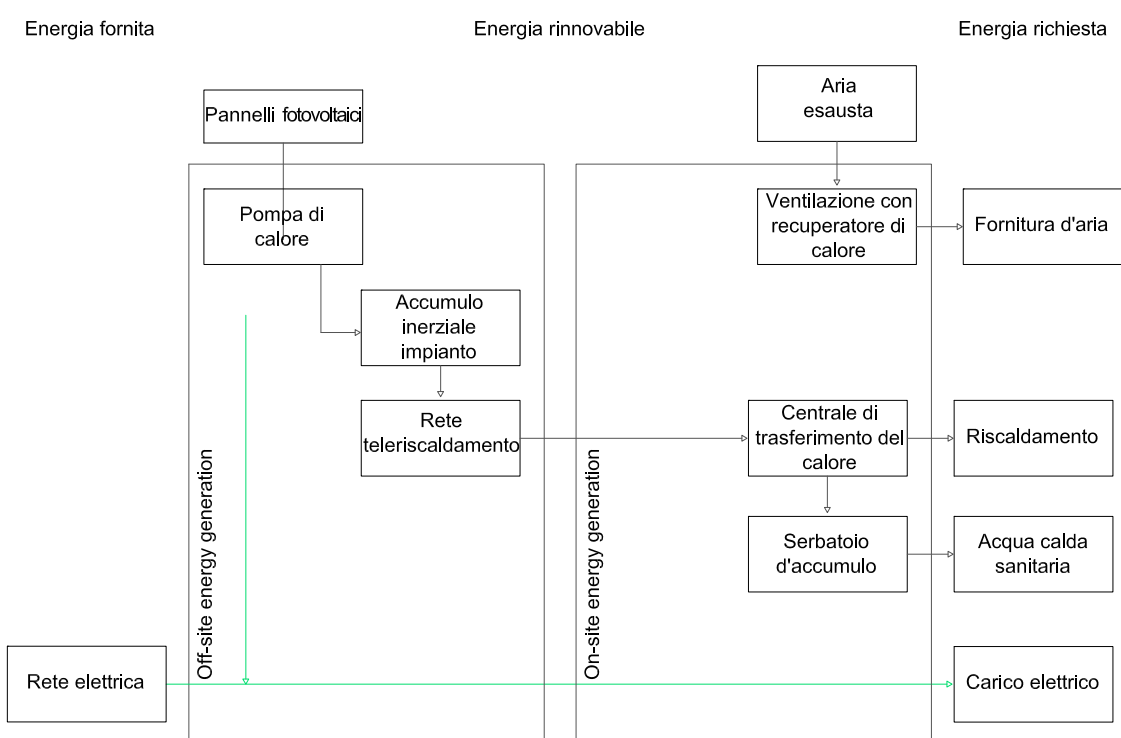 Energia fornita
Energia rinnovabile
Energia richiesta
Pannelli fotovoltaici
Aria
esausta
Pompa di
calore
Ventilazione con
recuperatore di
calore
Fornitura d'aria
Accumulo
inerziale
impianto
Rete
teleriscaldamento
Centrale di
trasferimento del
calore
Riscaldamento
Off-site energy generation
On-site energy generation
Serbatoio
d'accumulo
Acqua calda
sanitaria
Rete elettrica
Carico elettrico